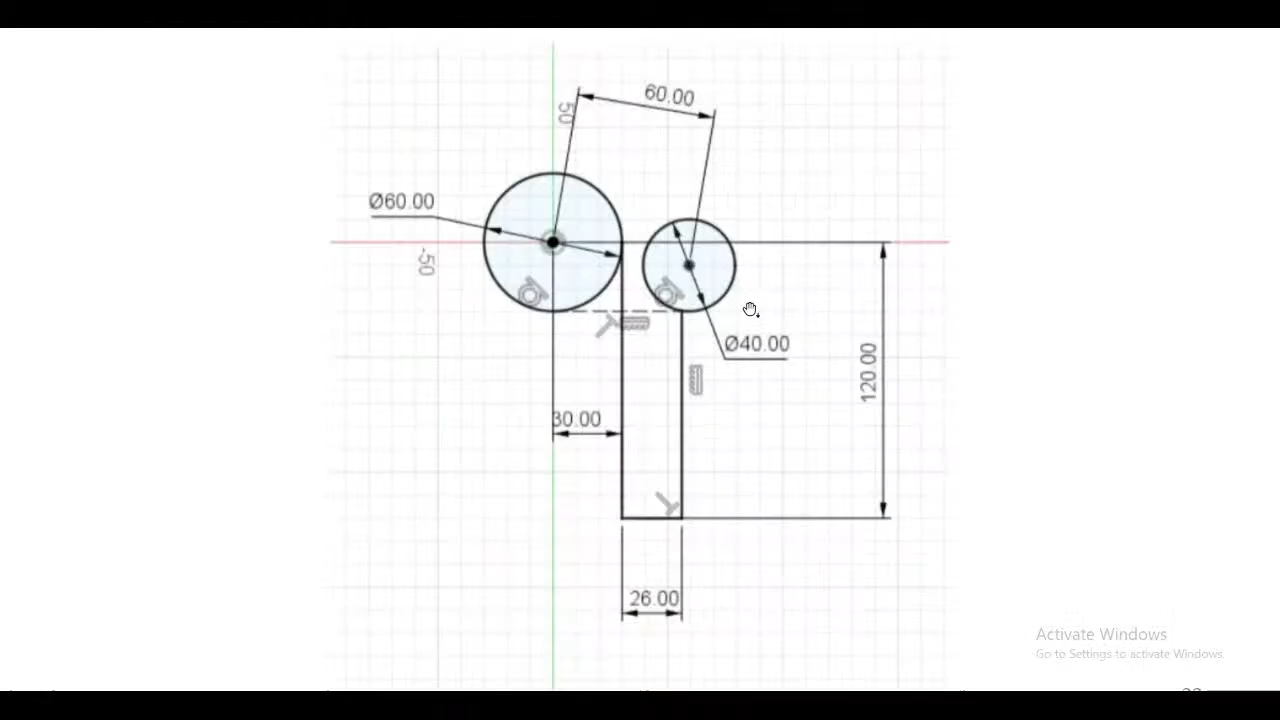 60.00
50
Ø60.00
-50
Ø40.00
120.00
30.00
26.00
Activate Windows
Go to Settings to activate Windows.